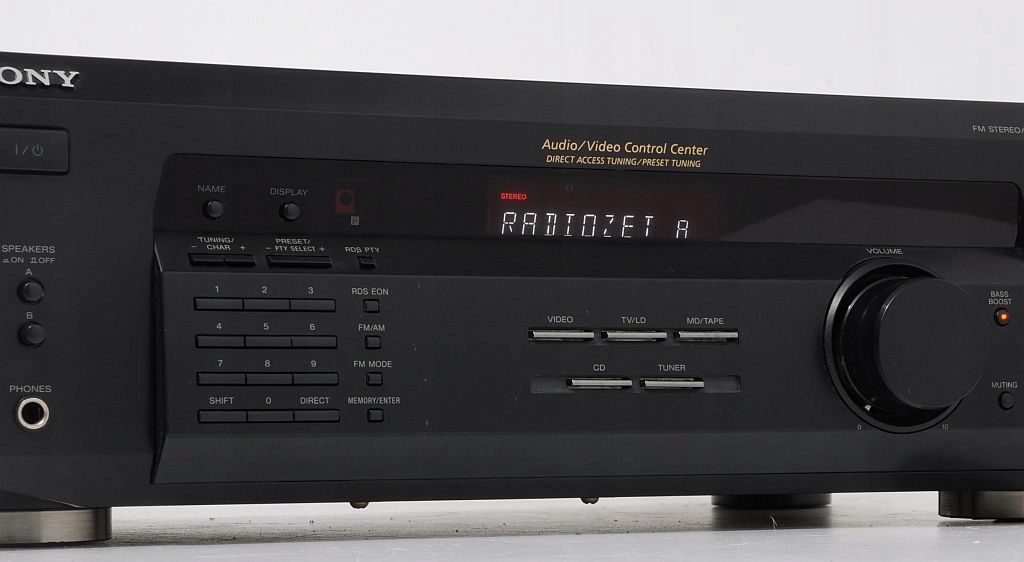 SONY
FM STEREO/
I/⏻
Audio/Video Control Center
DIRECT ACCESS TUNING/PRESET TUNING
NAME
DISPLAY
STEREO
RADIOZET A
SPEAKERS
ON OFF
A
B
PHONES
TUNING/
− CHAR +
PRESET/
− PTY SELECT +
RDS PTY
1 2 3
RDS EON
4 5 6
FM/AM
7 8 9
FM MODE
SHIFT 0 DIRECT
MEMORY/ENTER
VIDEO
TV/LD
MD/TAPE
CD
TUNER
VOLUME
0 10
BASS
BOOST
MUTING